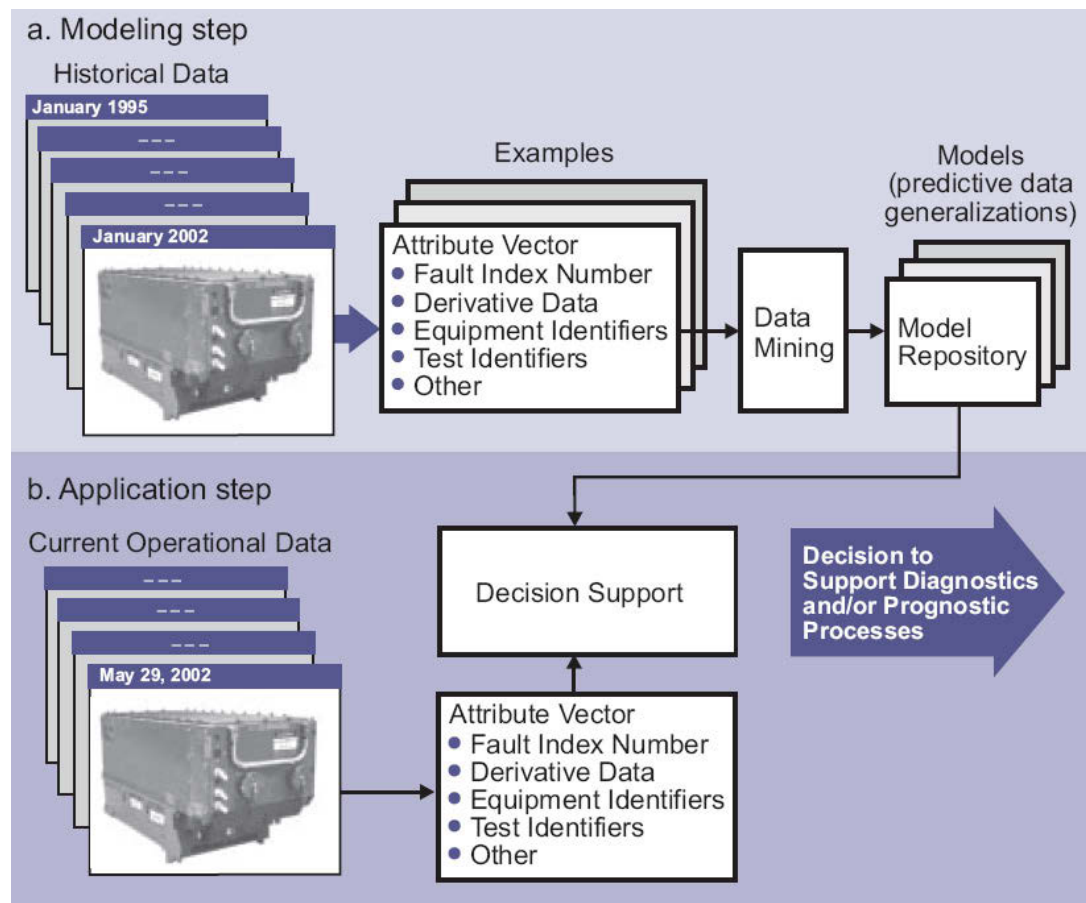 a. Modeling step
Historical Data
January 1995
---
---
---
January 2002
Examples
Attribute Vector
• Fault Index Number
• Derivative Data
• Equipment Identifiers
• Test Identifiers
• Other
Data
Mining
Models
(predictive data
generalizations)
Model
Repository
b. Application step
Current Operational Data
---
---
---
May 29, 2002
Decision Support
Attribute Vector
• Fault Index Number
• Derivative Data
• Equipment Identifiers
• Test Identifiers
• Other
Decision to
Support Diagnostics
and/or Prognostic
Processes